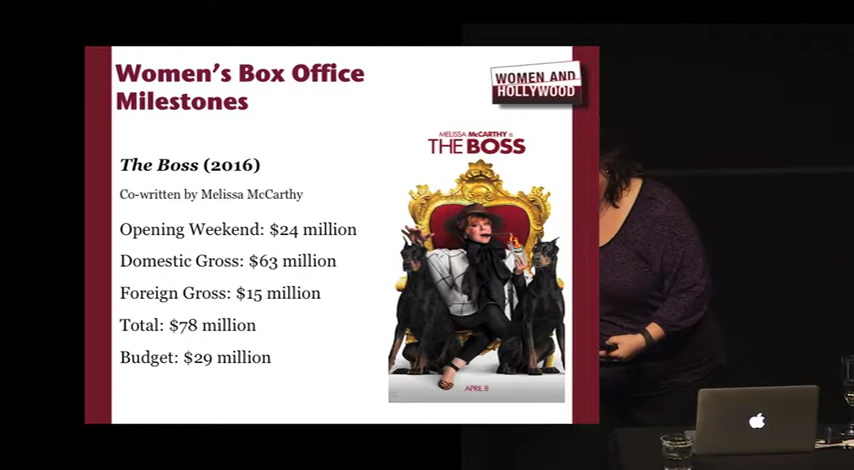 Women's Box Office
Milestones
WOMEN AND
HOLLYWOOD
MELISSA McCARTHY is
THE BOSS
The Boss (2016)
Co-written by Melissa McCarthy
Opening Weekend: $24 million
Domestic Gross: $63 million
Foreign Gross: $15 million
Total: $78 million
Budget: $29 million
APRIL 8